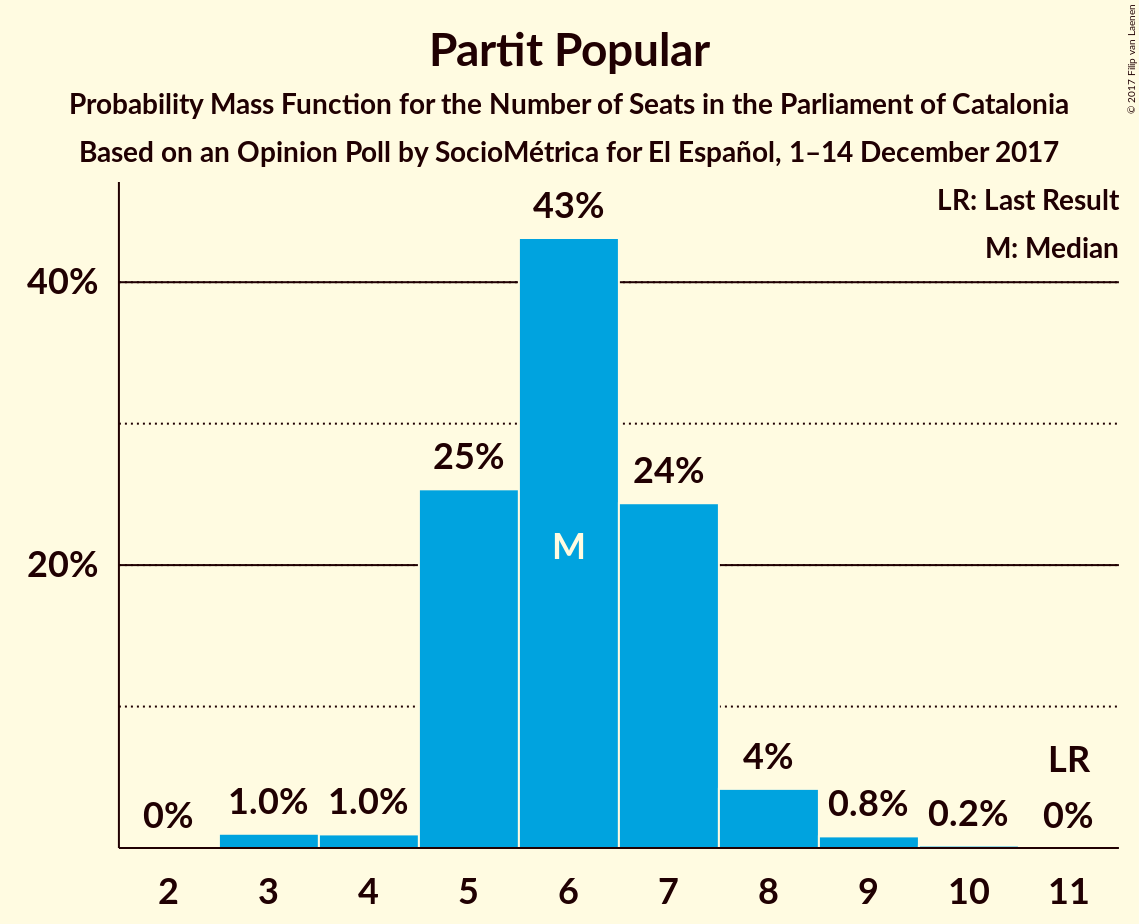 Partit Popular
Probability Mass Function for the Number of Seats in the Parliament of Catalonia
Based on an Opinion Poll by SocioMétrica for El Español, 1–14 December 2017
© 2017 Filip van Laenen
LR: Last Result
M: Median
40%
20%
0%
1.0%
1.0%
25%
43%
M
24%
4%
0.8%
0.2%
LR
0%
2 3 4 5 6 7 8 9 10 11